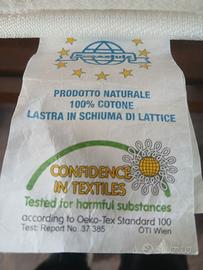 PRODOTTO NATURALE
100% COTONE
LASTRA IN SCHIUMA DI LATTICE
CONFIDENCE
IN TEXTILES
Tested for harmful substances
according to Oeko-Tex Standard 100
Test: Report No. 37.385 ÖTI Wien